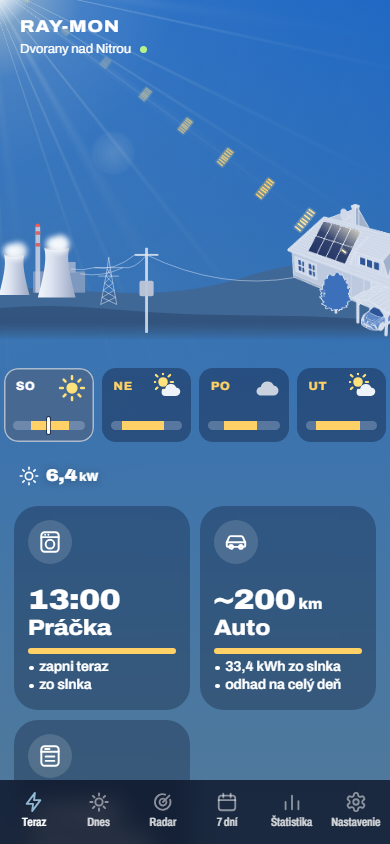 RAY-MON
Dvorany nad Nitrou
SO
NE
PO
UT
6,4 kW
13:00
Práčka
• zapni teraz
• zo slnka
~200 km
Auto
• 33,4 kWh zo slnka
• odhad na celý deň
Teraz
Dnes
Radar
7 dní
Štatistika
Nastavenie